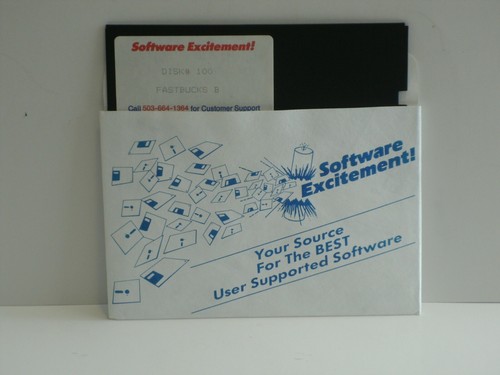 Software Excitement!
DISK# 100
FASTBUCKS B
Call 503-664-1364 for Customer Support
Software
Excitement!
Your Source
For The BEST
User Supported Software